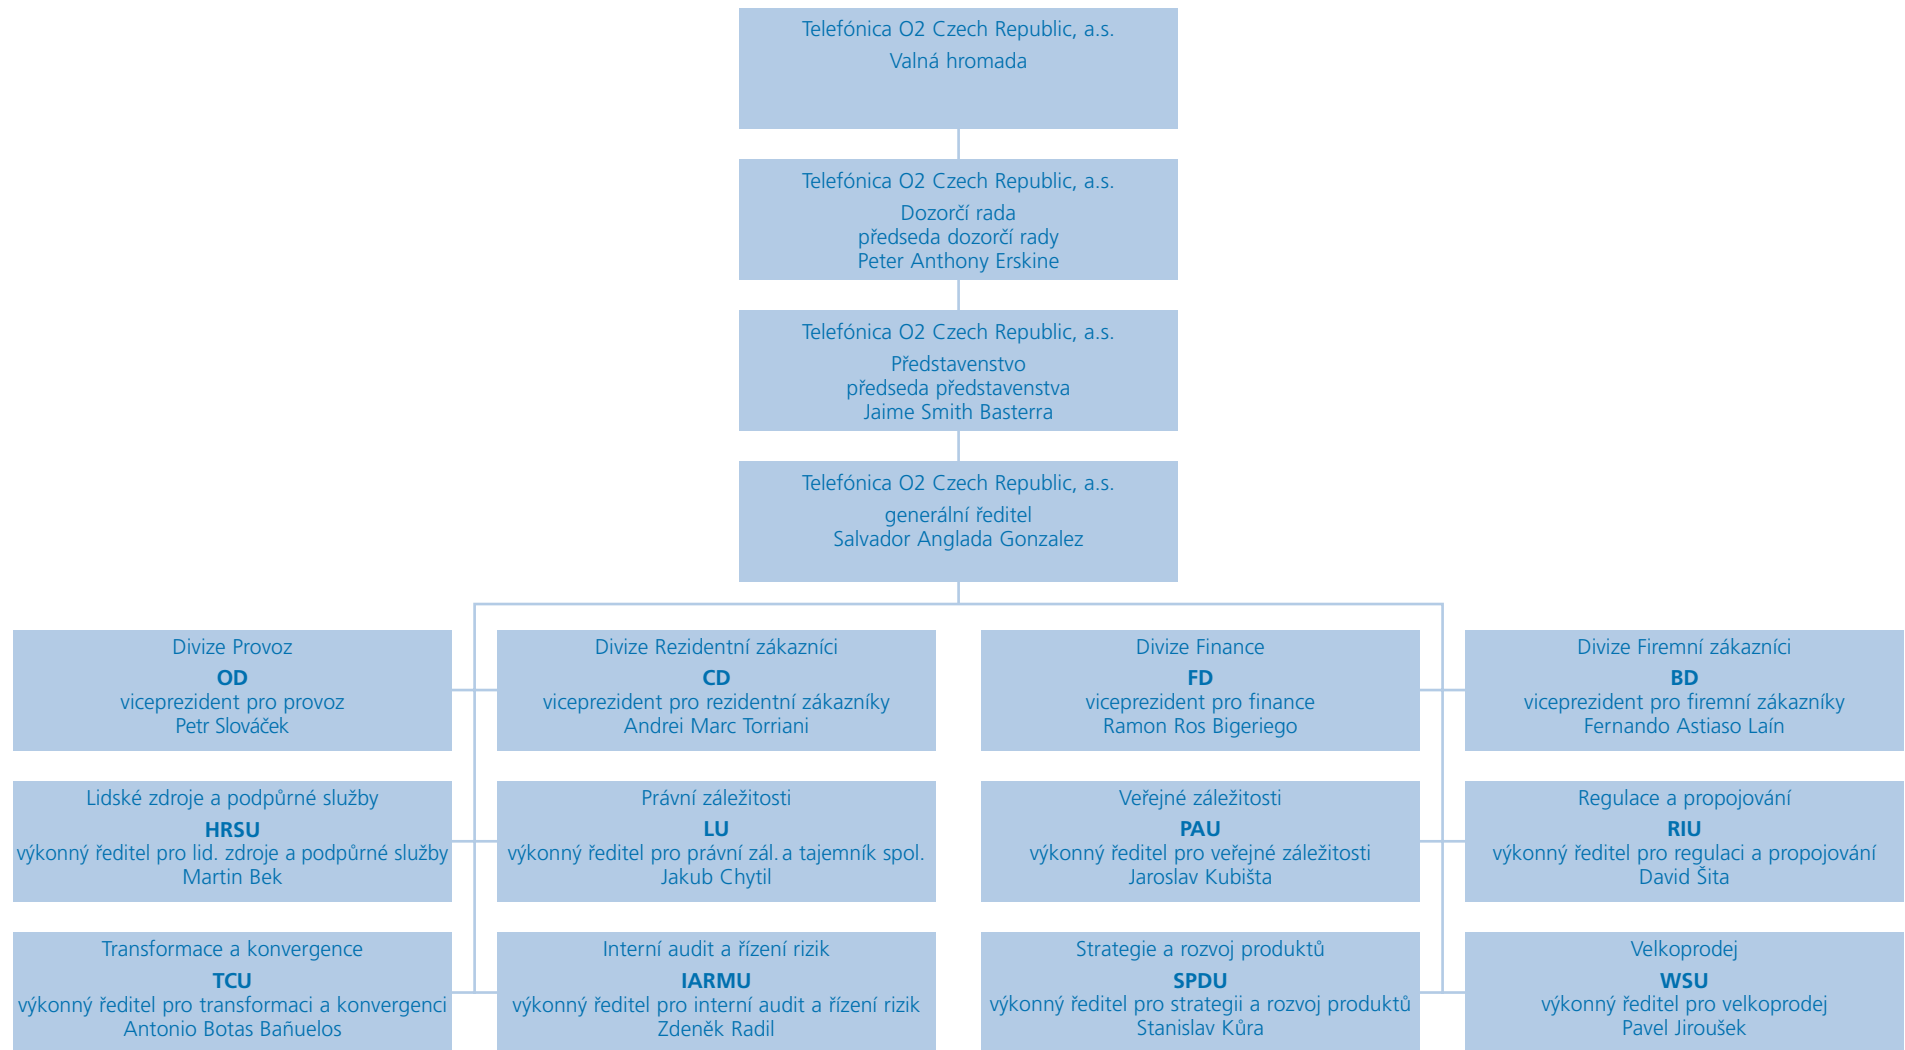 Telefónica O2 Czech Republic, a.s.
Valná hromada
Telefónica O2 Czech Republic, a.s.
Dozorčí rada
předseda dozorčí rady
Peter Anthony Erskine
Telefónica O2 Czech Republic, a.s.
Představenstvo
předseda představenstva
Jaime Smith Basterra
Telefónica O2 Czech Republic, a.s.
generální ředitel
Salvador Anglada Gonzalez
Divize Provoz
OD
viceprezident pro provoz
Petr Slováček
Divize Rezidentní zákazníci
CD
viceprezident pro rezidentní zákazníky
Andrei Marc Torriani
Divize Finance
FD
viceprezident pro finance
Ramon Ros Bigeriego
Divize Firemní zákazníci
BD
viceprezident pro firemní zákazníky
Fernando Astiaso Laín
Lidské zdroje a podpůrné služby
HRSU
výkonný ředitel pro lid. zdroje a podpůrné služby
Martin Bek
Právní záležitosti
LU
výkonný ředitel pro právní zál. a tajemník spol.
Jakub Chytil
Veřejné záležitosti
PAU
výkonný ředitel pro veřejné záležitosti
Jaroslav Kubišta
Regulace a propojování
RIU
výkonný ředitel pro regulaci a propojování
David Šita
Transformace a konvergence
TCU
výkonný ředitel pro transformaci a konvergenci
Antonio Botas Bañuelos
Interní audit a řízení rizik
IARMU
výkonný ředitel pro interní audit a řízení rizik
Zdeněk Radil
Strategie a rozvoj produktů
SPDU
výkonný ředitel pro strategii a rozvoj produktů
Stanislav Kůra
Velkoprodej
WSU
výkonný ředitel pro velkoprodej
Pavel Jiroušek